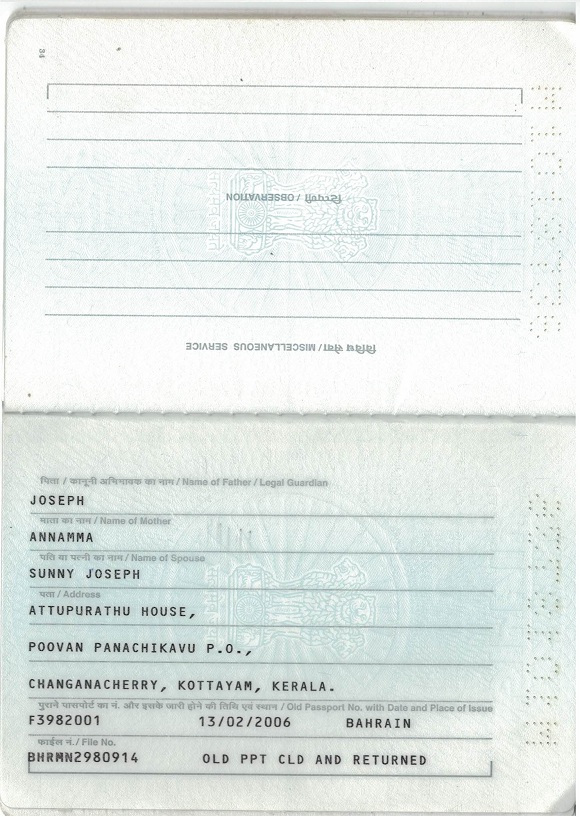 34
टिप्पणी / OBSERVATION
विविध सेवा / MISCELLANEOUS SERVICE
पिता / कानूनी अभिभावक का नाम / Name of Father / Legal Guardian
JOSEPH
माता का नाम / Name of Mother
ANNAMMA
पति या पत्नी का नाम / Name of Spouse
SUNNY JOSEPH
पता / Address
ATTUPURATHU HOUSE,
POOVAN PANACHIKAVU P.O.,
CHANGANACHERRY, KOTTAYAM, KERALA.
पुराने पासपोर्ट का नं. और इसके जारी होने की तिथि एवं स्थान / Old Passport No. with Date and Place of Issue
F3982001 13/02/2006 BAHRAIN
फाईल नं. / File No.
BHRMN2980914 OLD PPT CLD AND RETURNED